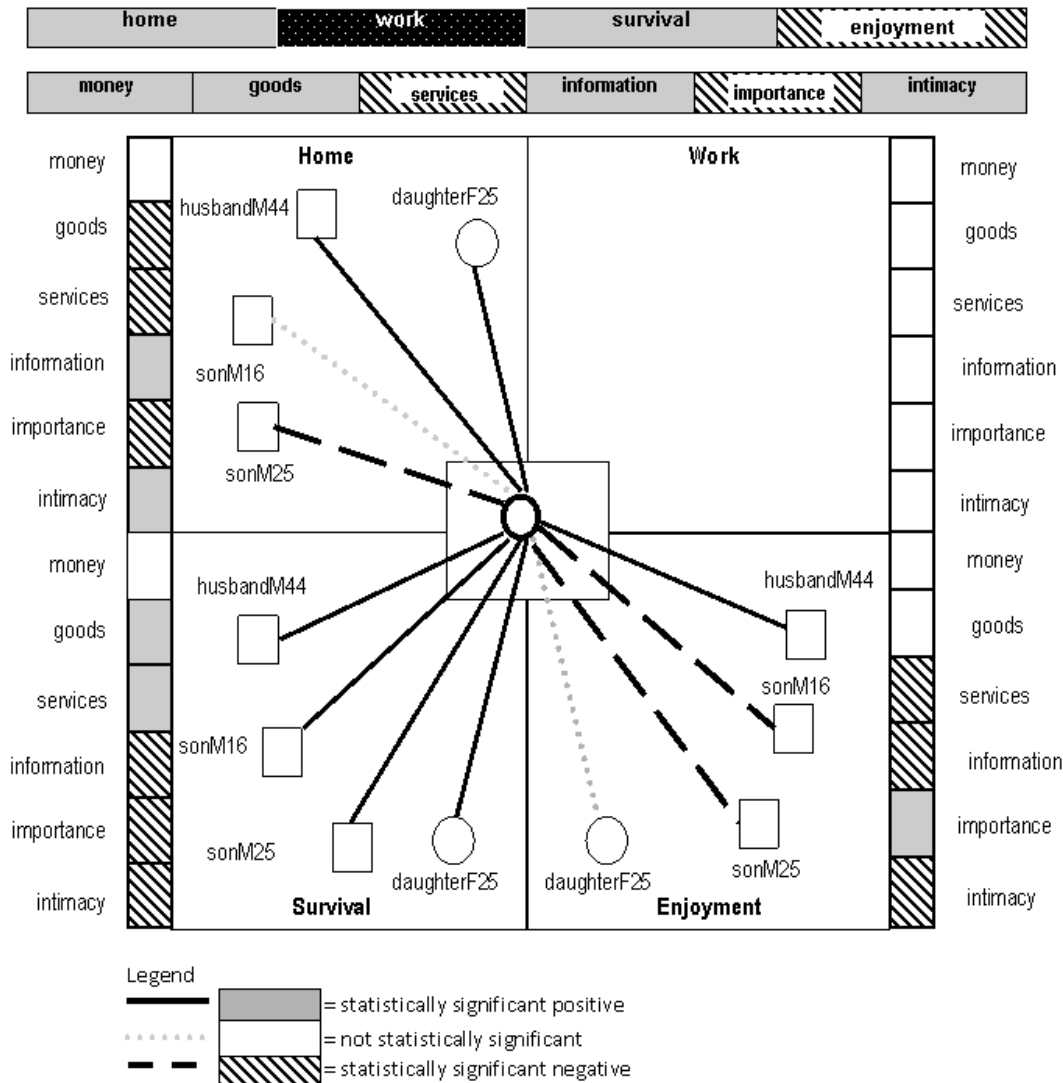 home work survival enjoyment
money goods services information importance intimacy
Home Work
money money
husbandM44 daughterF25
goods goods
services services
information sonM16 information
importance importance
sonM25
intimacy intimacy
money money
husbandM44 husbandM44
goods goods
sonM16
services services
sonM16
information information
importance importance
sonM25 daughterF25 daughterF25 sonM25
intimacy intimacy
Survival Enjoyment
Legend
= statistically significant positive
= not statistically significant
= statistically significant negative